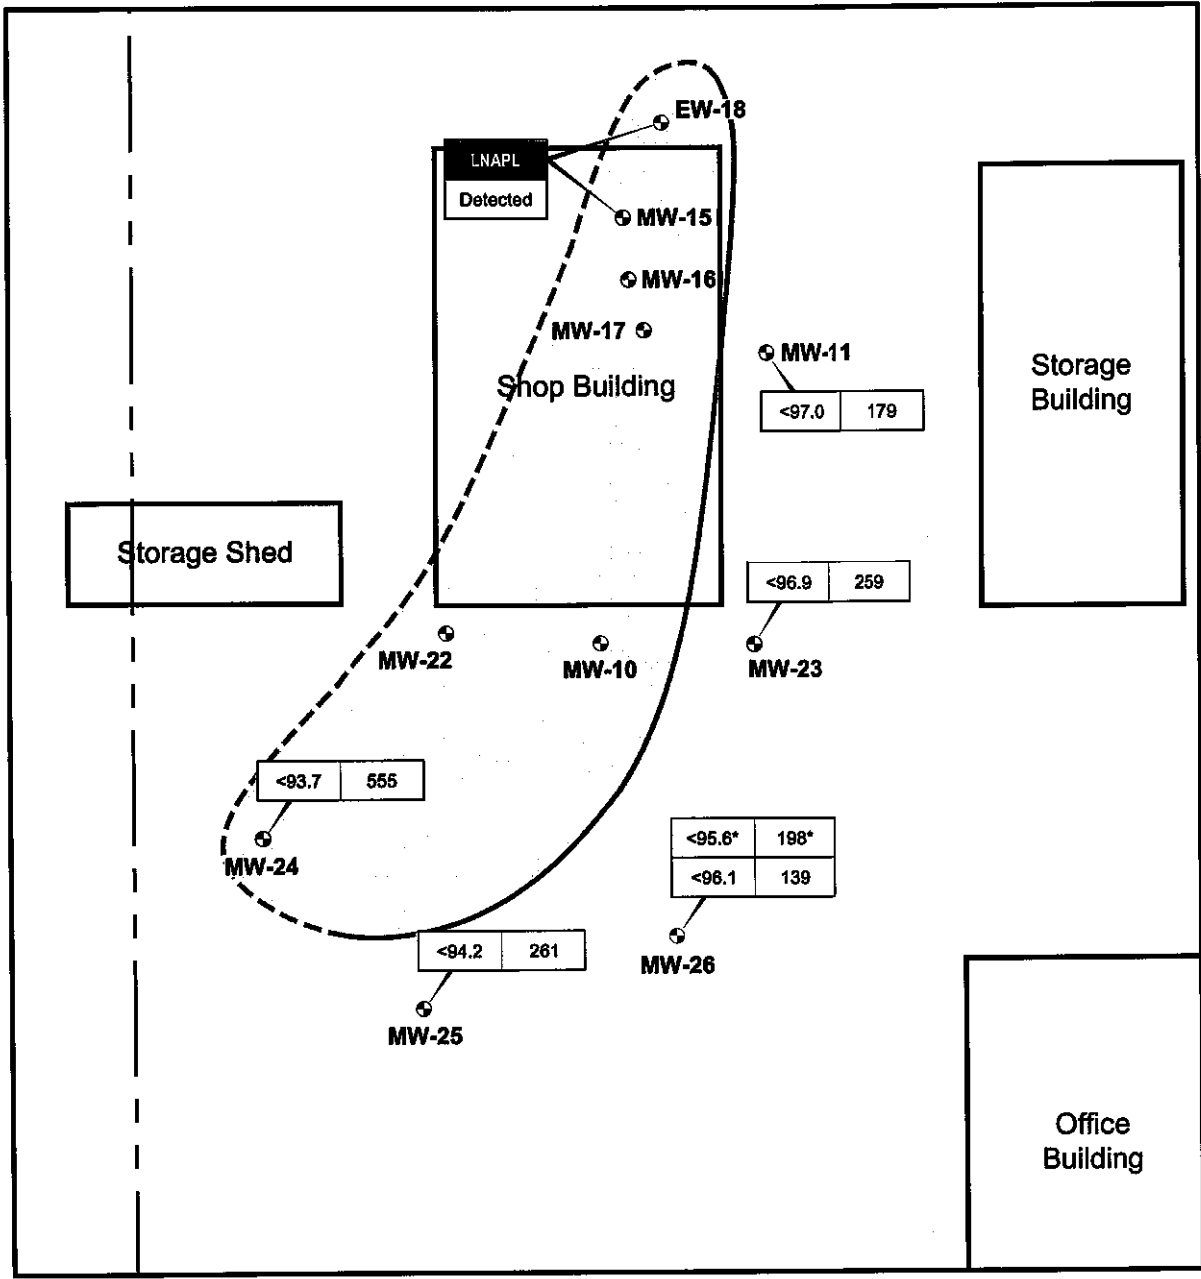 EW-18
LNAPL
Detected
MW-15
MW-16
MW-17
MW-11
Shop Building
Storage
Building
<97.0 179
Storage Shed
<96.9 259
MW-22
MW-10
MW-23
<93.7 555
<95.6* 198*
<96.1 139
MW-24
<94.2 261
MW-26
MW-25
Office
Building